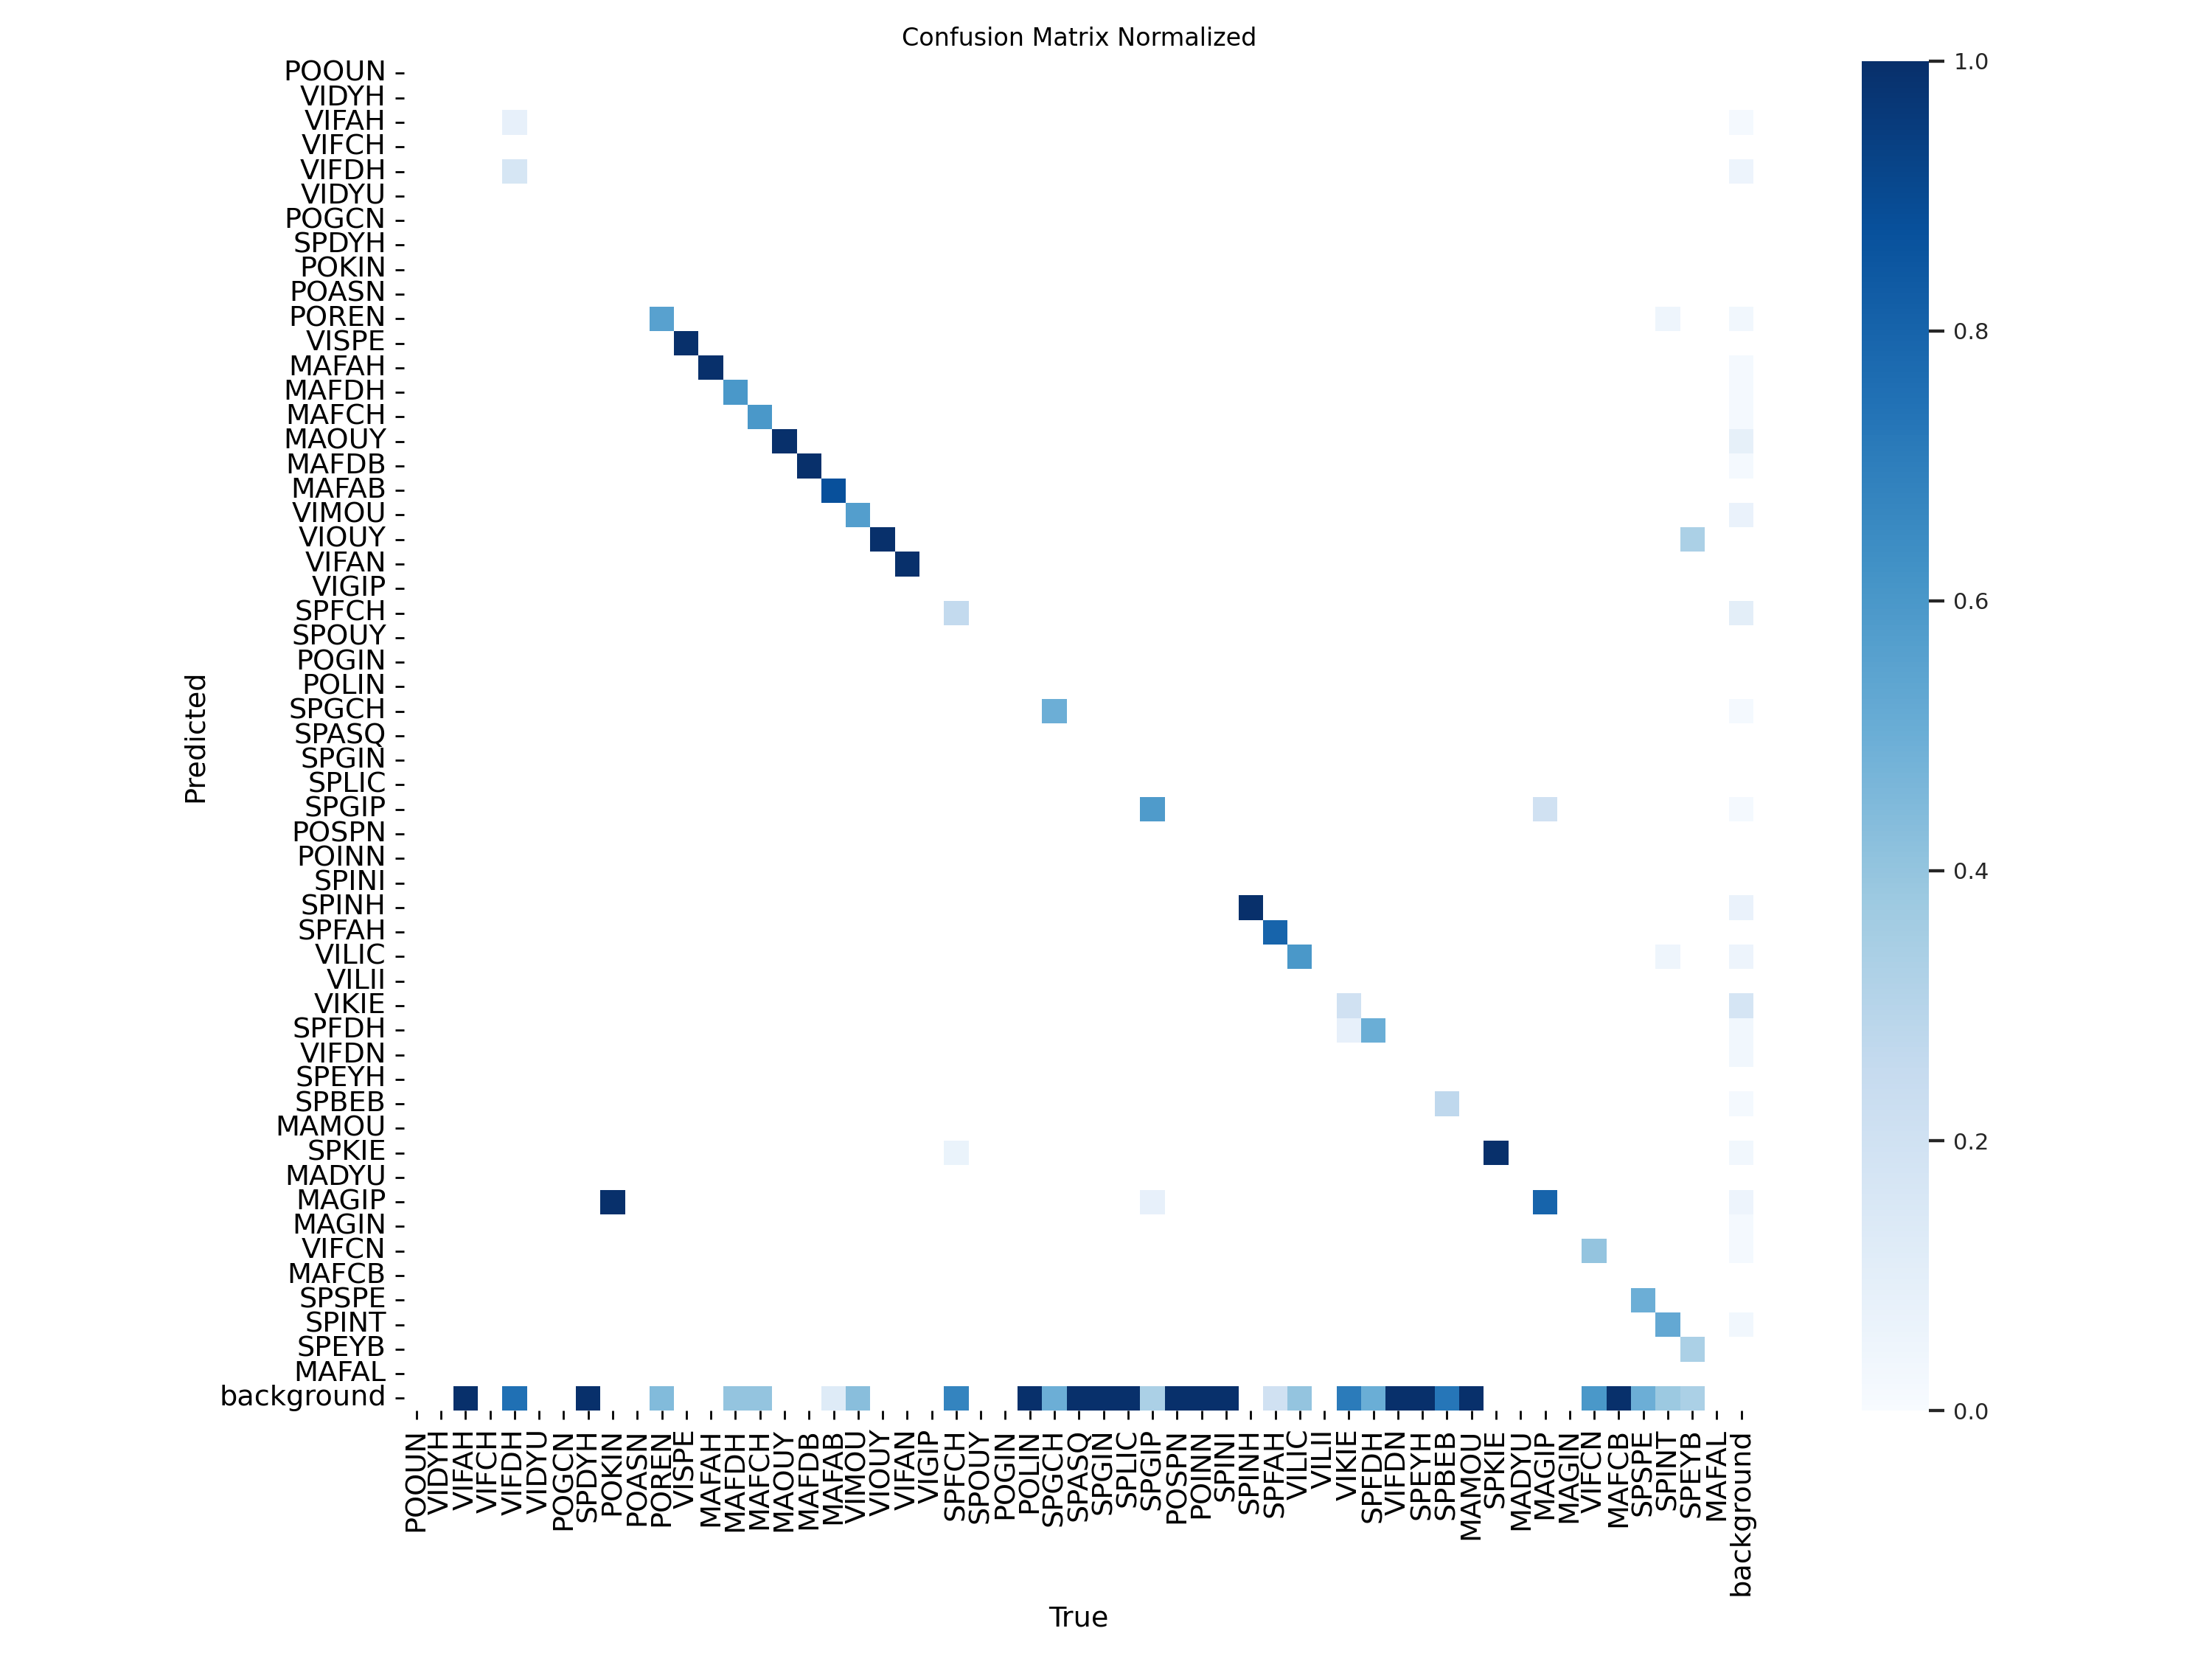 Confusion Matrix Normalized
Predicted
POOUN
VIDYH
VIFAH
VIFCH
VIFDH
VIDYU
POGCN
SPDYH
POKIN
POASN
POREN
VISPE
MAFAH
MAFDH
MAFCH
MAOUY
MAFDB
MAFAB
VIMOU
VIOUY
VIFAN
VIGIP
SPFCH
SPOUY
POGIN
POLIN
SPGCH
SPASQ
SPGIN
SPLIC
SPGIP
POSPN
POINN
SPINI
SPINH
SPFAH
VILIC
VILII
VIKIE
SPFDH
VIFDN
SPEYH
SPBEB
MAMOU
SPKIE
MADYU
MAGIP
MAGIN
VIFCN
MAFCB
SPSPE
SPINT
SPEYB
MAFAL
background
POOUN
VIDYH
VIFAH
VIFCH
VIFDH
VIDYU
POGCN
SPDYH
POKIN
POASN
POREN
VISPE
MAFAH
MAFDH
MAFCH
MAOUY
MAFDB
MAFAB
VIMOU
VIOUY
VIFAN
VIGIP
SPFCH
SPOUY
POGIN
POLIN
SPGCH
SPASQ
SPGIN
SPLIC
SPGIP
POSPN
POINN
SPINI
SPINH
SPFAH
VILIC
VILII
VIKIE
SPFDH
VIFDN
SPEYH
SPBEB
MAMOU
SPKIE
MADYU
MAGIP
MAGIN
VIFCN
MAFCB
SPSPE
SPINT
SPEYB
MAFAL
background
True
1.0
0.8
0.6
0.4
0.2
0.0